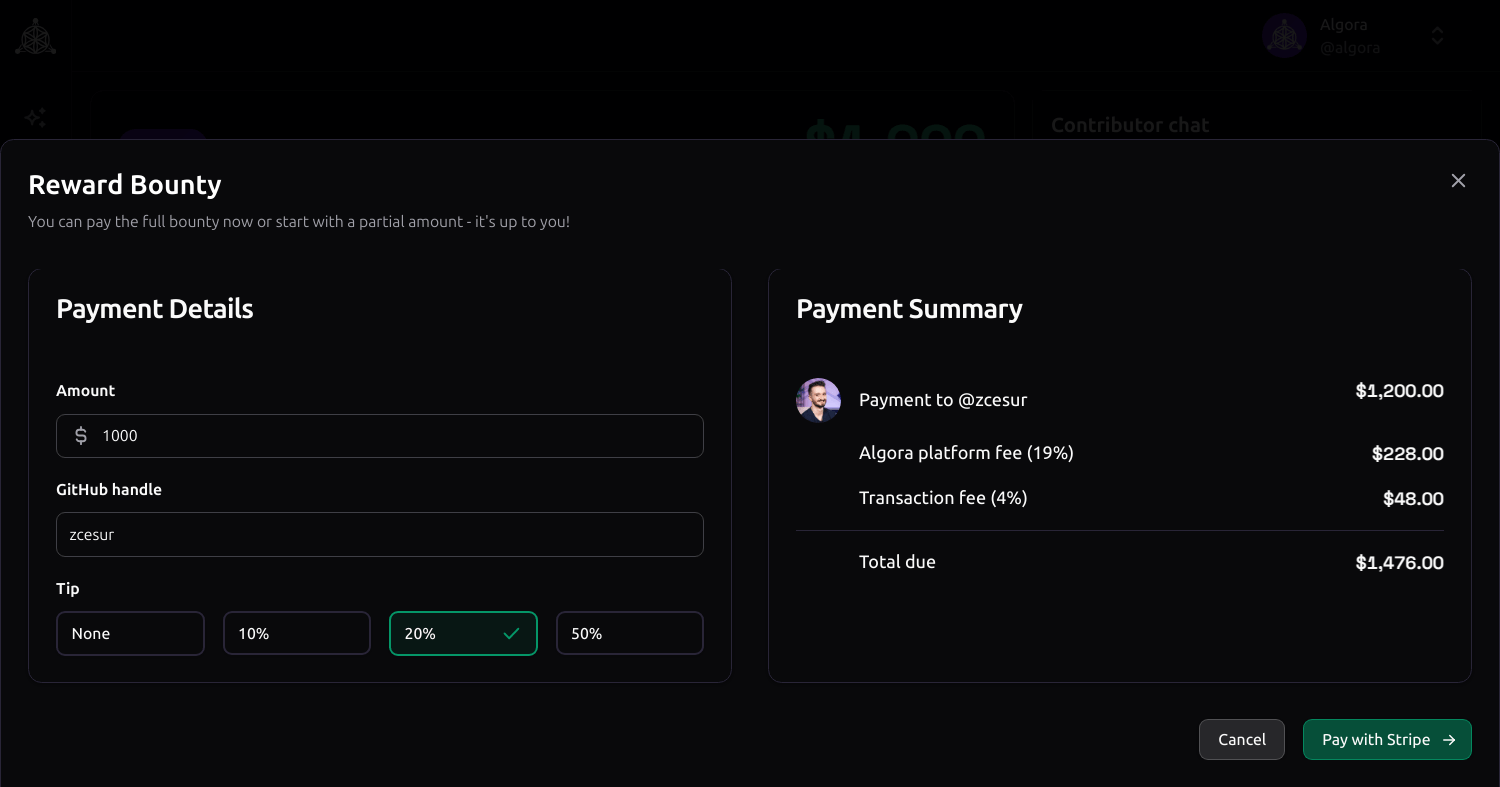 Algora
@algora
Contributor chat
Reward Bounty
You can pay the full bounty now or start with a partial amount - it's up to you!
Payment Details
Amount
$ 1000
GitHub handle
zcesur
Tip
None
10%
20%
50%
Payment Summary
Payment to @zcesur $1,200.00
Algora platform fee (19%) $228.00
Transaction fee (4%) $48.00
Total due $1,476.00
Cancel
Pay with Stripe →